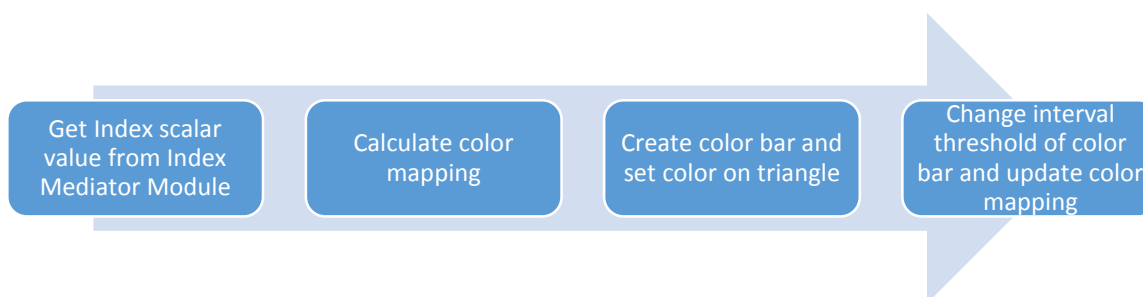 Get Index scalar
value from Index
Mediator Module
Calculate color
mapping
Create color bar and
set color on triangle
Change interval
threshold of color
bar and update color
mapping